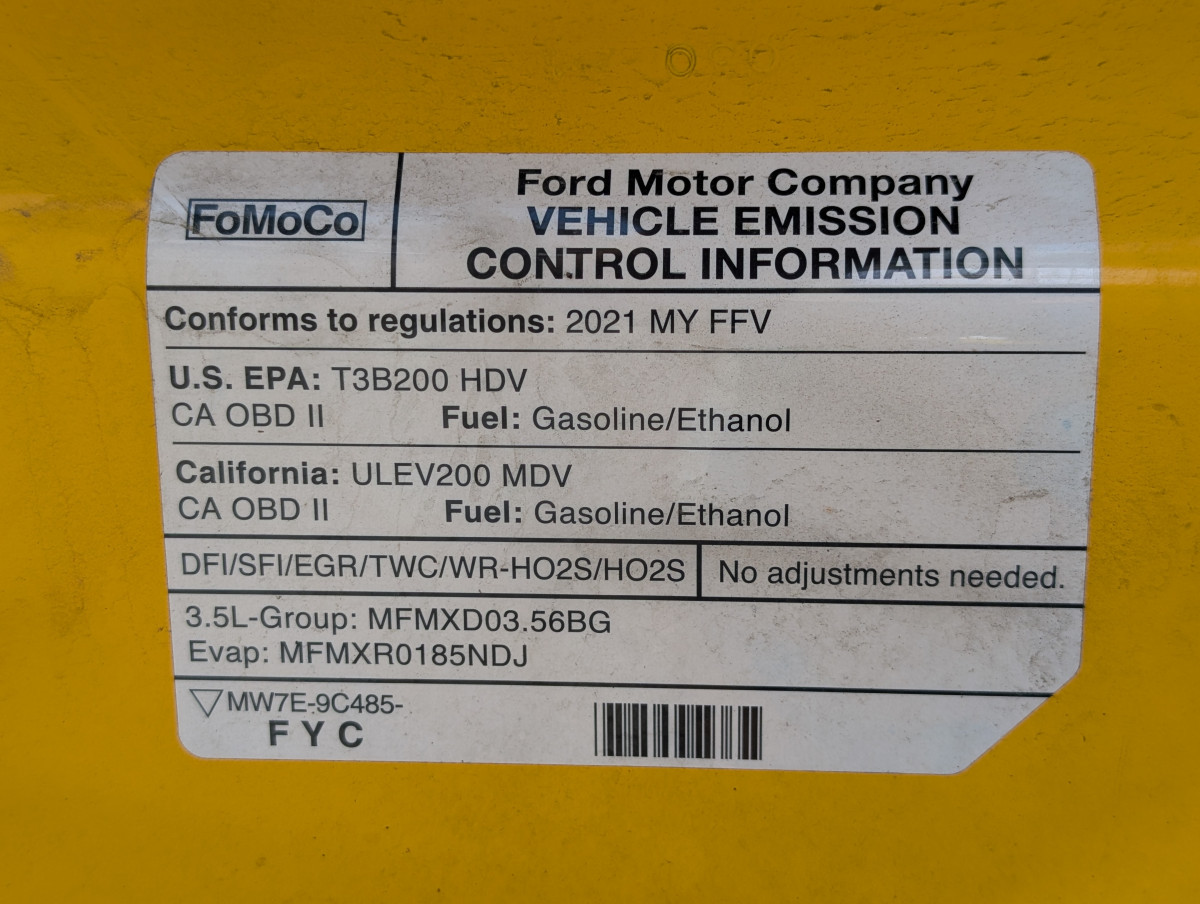 FoMoCo
Ford Motor Company
VEHICLE EMISSION
CONTROL INFORMATION
Conforms to regulations: 2021 MY FFV
U.S. EPA: T3B200 HDV
CA OBD II Fuel: Gasoline/Ethanol
California: ULEV200 MDV
CA OBD II Fuel: Gasoline/Ethanol
DFI/SFI/EGR/TWC/WR-HO2S/HO2S No adjustments needed.
3.5L-Group: MFMXD03.56BG
Evap: MFMXR0185NDJ
▽MW7E-9C485-
F Y C